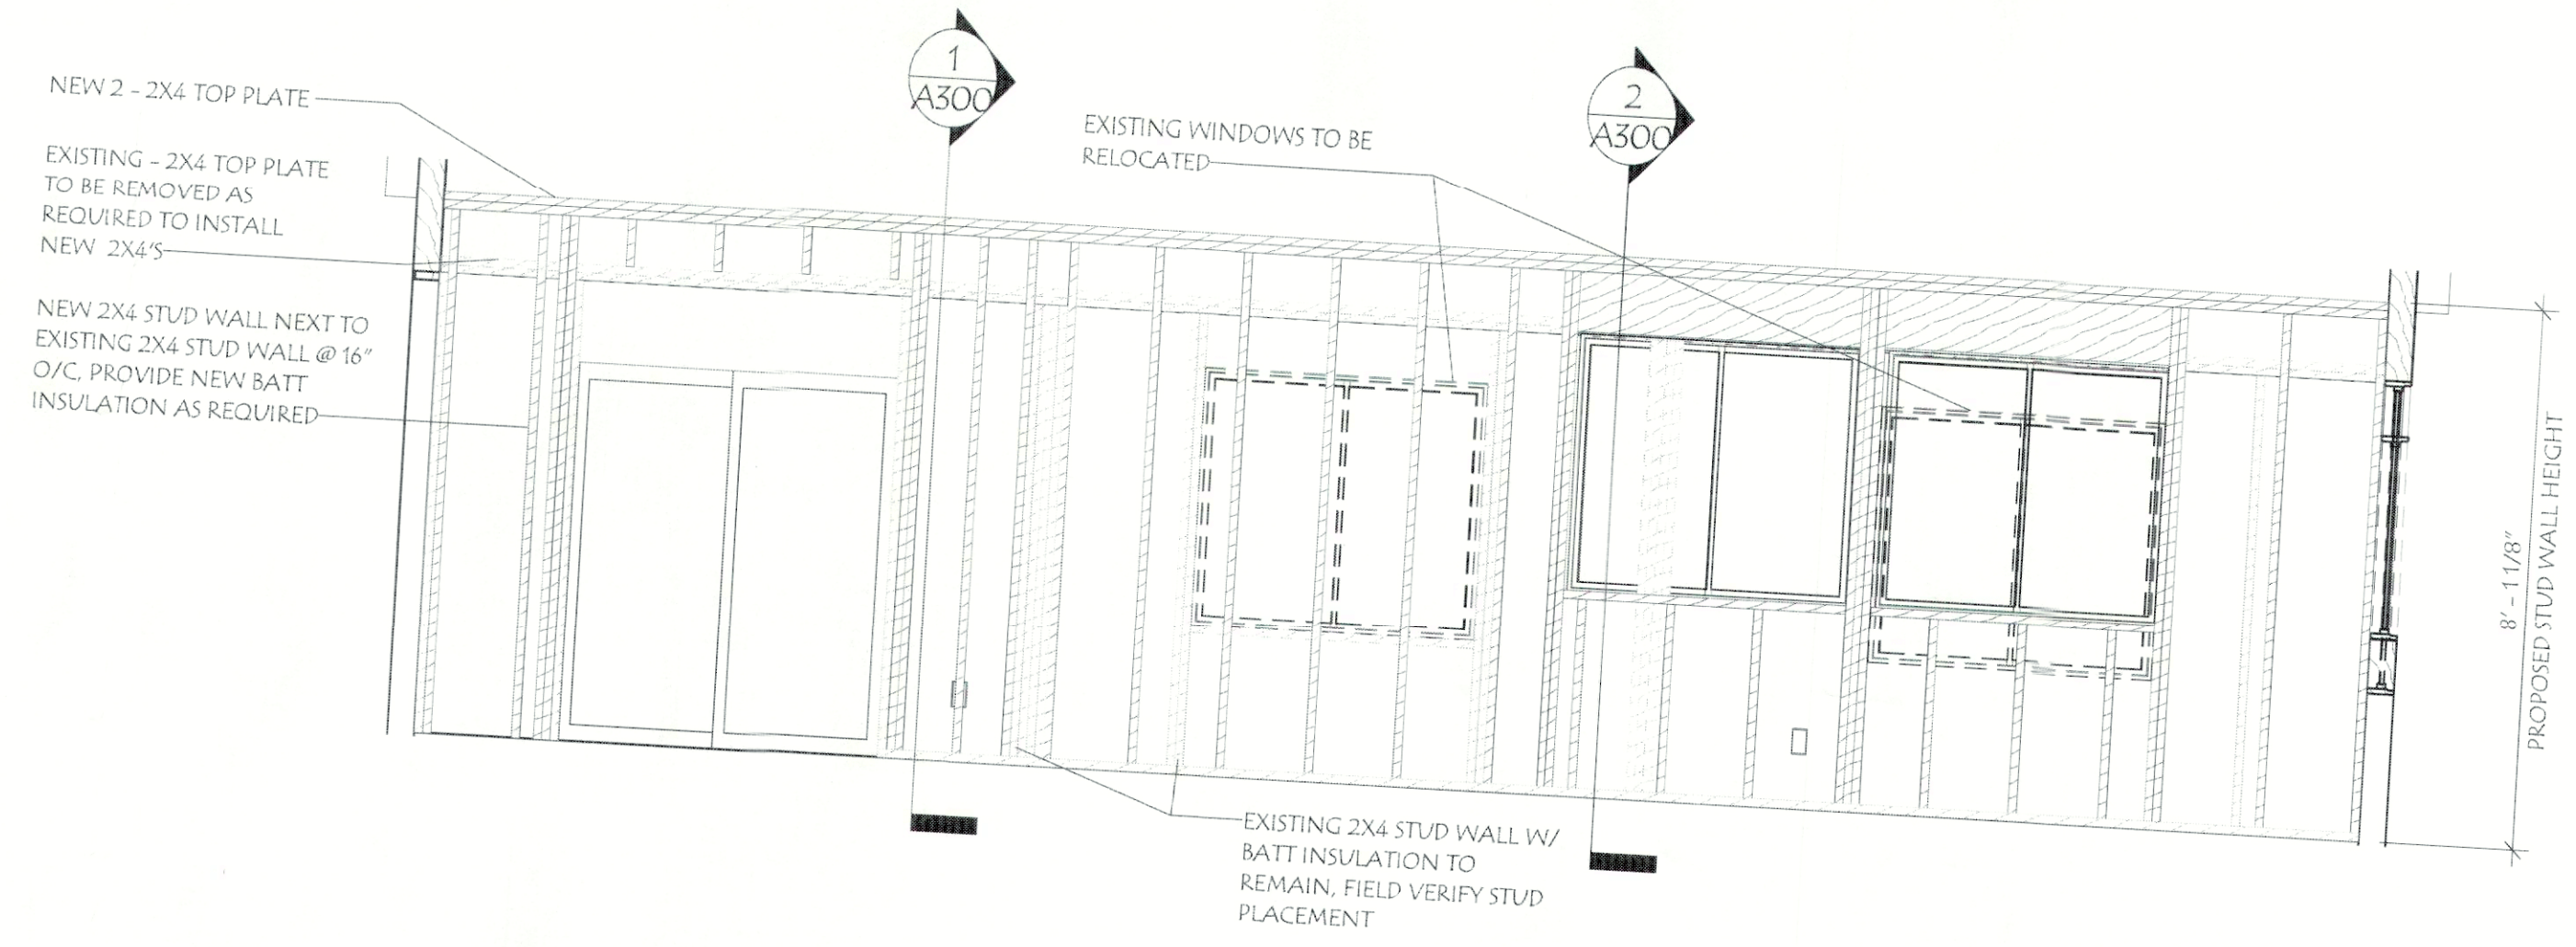 NEW 2 - 2X4 TOP PLATE
EXISTING - 2X4 TOP PLATE
TO BE REMOVED AS
REQUIRED TO INSTALL
NEW 2X4'S
NEW 2X4 STUD WALL NEXT TO
EXISTING 2X4 STUD WALL @ 16"
O/C, PROVIDE NEW BATT
INSULATION AS REQUIRED
1
A300
EXISTING WINDOWS TO BE
RELOCATED
2
A300
EXISTING 2X4 STUD WALL W/
BATT INSULATION TO
REMAIN, FIELD VERIFY STUD
PLACEMENT
8' - 1 1/8"
PROPOSED STUD WALL HEIGHT